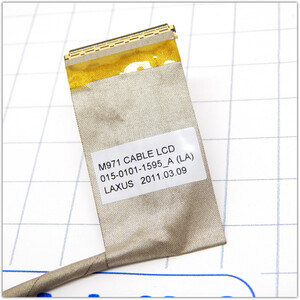 M971 CABLE LCD
015-0101-1595_A (LA)
LAXUS 2011.03.09